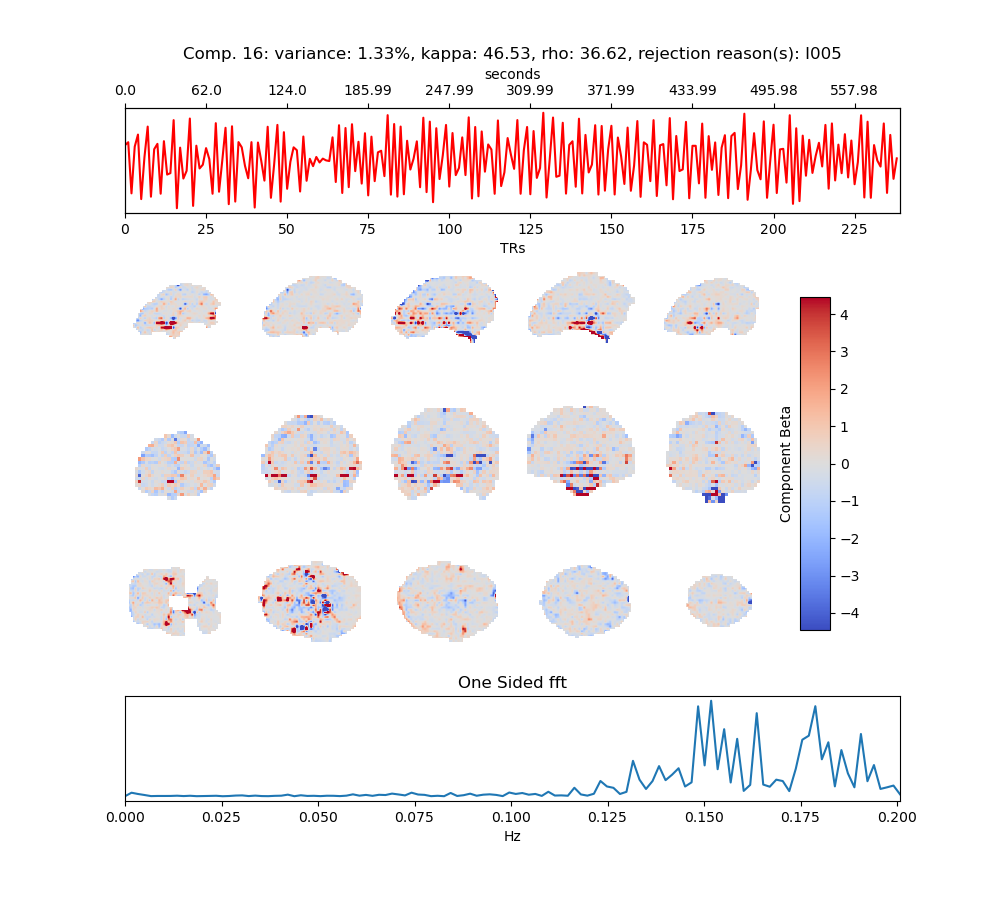 Comp. 16: variance: 1.33%, kappa: 46.53, rho: 36.62, rejection reason(s): I005
seconds
0.0 62.0 124.0 185.99 247.99 309.99 371.99 433.99 495.98 557.98
0 25 50 75 100 125 150 175 200 225
TRs
4
3
2
1
0
−1
−2
−3
−4
Component Beta
One Sided fft
0.000 0.025 0.050 0.075 0.100 0.125 0.150 0.175 0.200
Hz